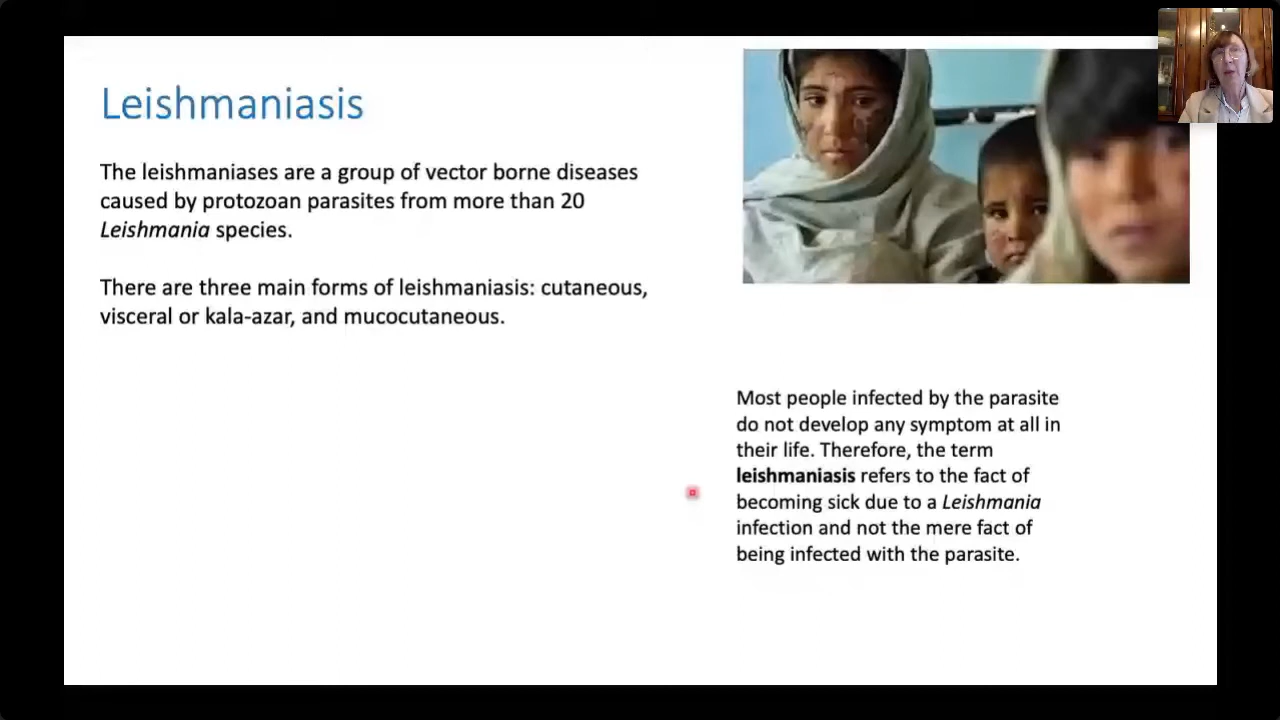 Leishmaniasis
The leishmaniases are a group of vector borne diseases
caused by protozoan parasites from more than 20
Leishmania species.
There are three main forms of leishmaniasis: cutaneous,
visceral or kala-azar, and mucocutaneous.
Most people infected by the parasite
do not develop any symptom at all in
their life. Therefore, the term
leishmaniasis refers to the fact of
becoming sick due to a Leishmania
infection and not the mere fact of
being infected with the parasite.